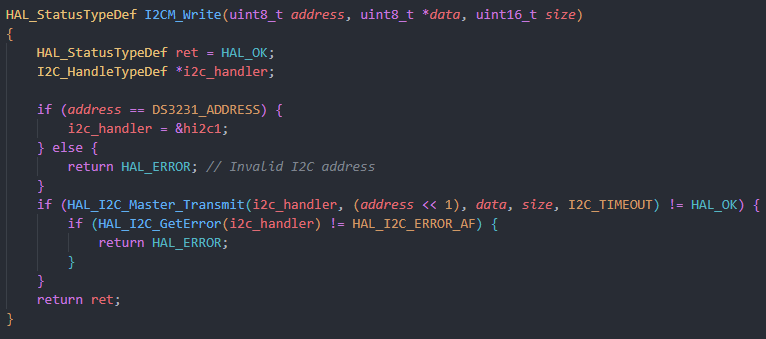 HAL_StatusTypeDef I2CM_Write(uint8_t address, uint8_t *data, uint16_t size)
{
    HAL_StatusTypeDef ret = HAL_OK;
    I2C_HandleTypeDef *i2c_handler;

    if (address == DS3231_ADDRESS) {
        i2c_handler = &hi2c1;
    } else {
        return HAL_ERROR; // Invalid I2C address
    }
    if (HAL_I2C_Master_Transmit(i2c_handler, (address << 1), data, size, I2C_TIMEOUT) != HAL_OK) {
        if (HAL_I2C_GetError(i2c_handler) != HAL_I2C_ERROR_AF) {
            return HAL_ERROR;
        }
    }
    return ret;
}